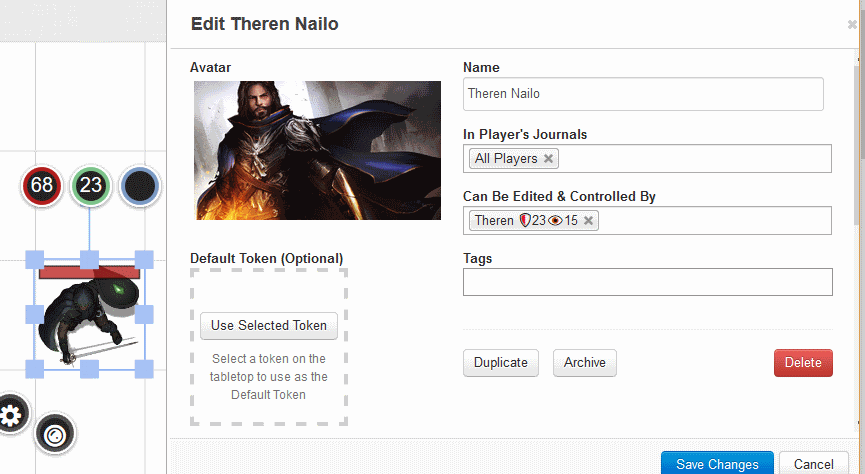 Edit Theren Nailo
Avatar
Name
Theren Nailo
In Player's Journals
All Players
68 23
Can Be Edited & Controlled By
Theren 23 15
Default Token (Optional)
Tags
Use Selected Token
Select a token on the
tabletop to use as the
Default Token
Duplicate Archive Delete
Save Changes Cancel